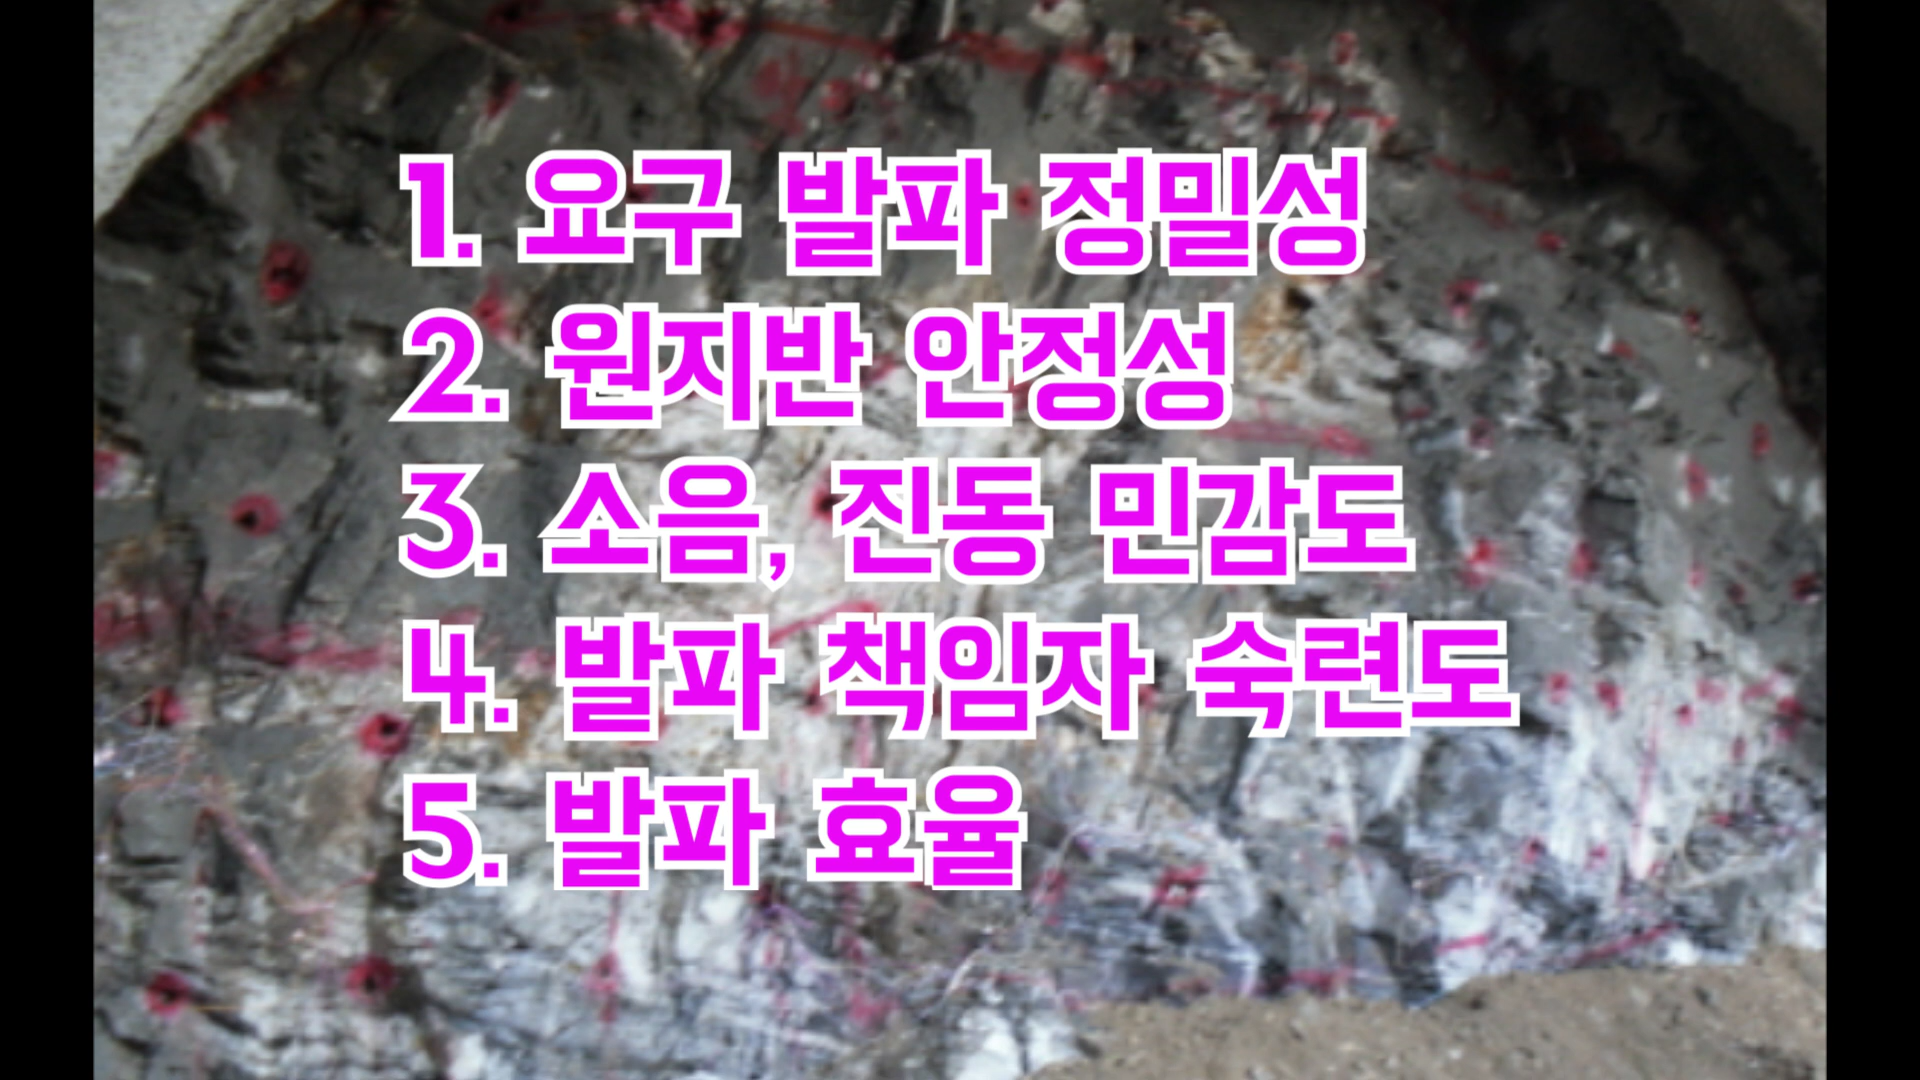 1. 요구 발파 정밀성
2. 원지반 안정성
3. 소음, 진동 민감도
4. 발파 책임자 숙련도
5. 발파 효율